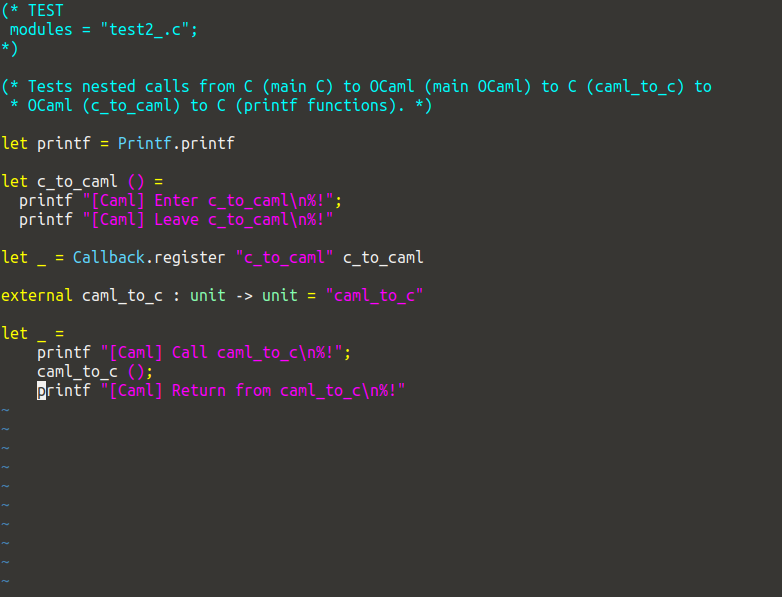 (* TEST
 modules = "test2_.c";
*)
(* Tests nested calls from C (main C) to OCaml (main OCaml) to C (caml_to_c) to
 * OCaml (c_to_caml) to C (printf functions). *)
let printf = Printf.printf
let c_to_caml () =
  printf "[Caml] Enter c_to_caml\n%!";
  printf "[Caml] Leave c_to_caml\n%!"
let _ = Callback.register "c_to_caml" c_to_caml
external caml_to_c : unit -> unit = "caml_to_c"
let _ =
    printf "[Caml] Call caml_to_c\n%!";
    caml_to_c ();
    printf "[Caml] Return from caml_to_c\n%!"
~
~
~
~
~
~
~
~
~
~